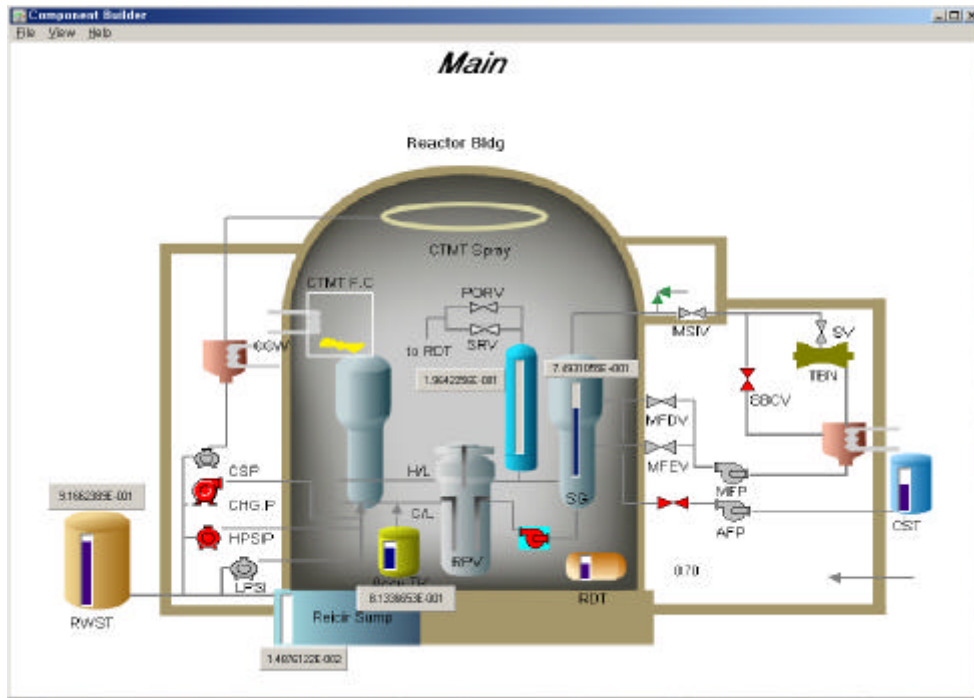 Component Builder
File View Help
Main
Reactor Bldg
CTMT Spray
CTMT F.C
PORV
SRV
to RDT
MSIV
SV
TBN
CCW
SBCV
MFDV
MFEV
MFP
AFP
CST
CSP
CHG.P
HPSIP
LPSI
H/L
C/L
RPV
SG
RDT
0.70
RWST
Recir Sump